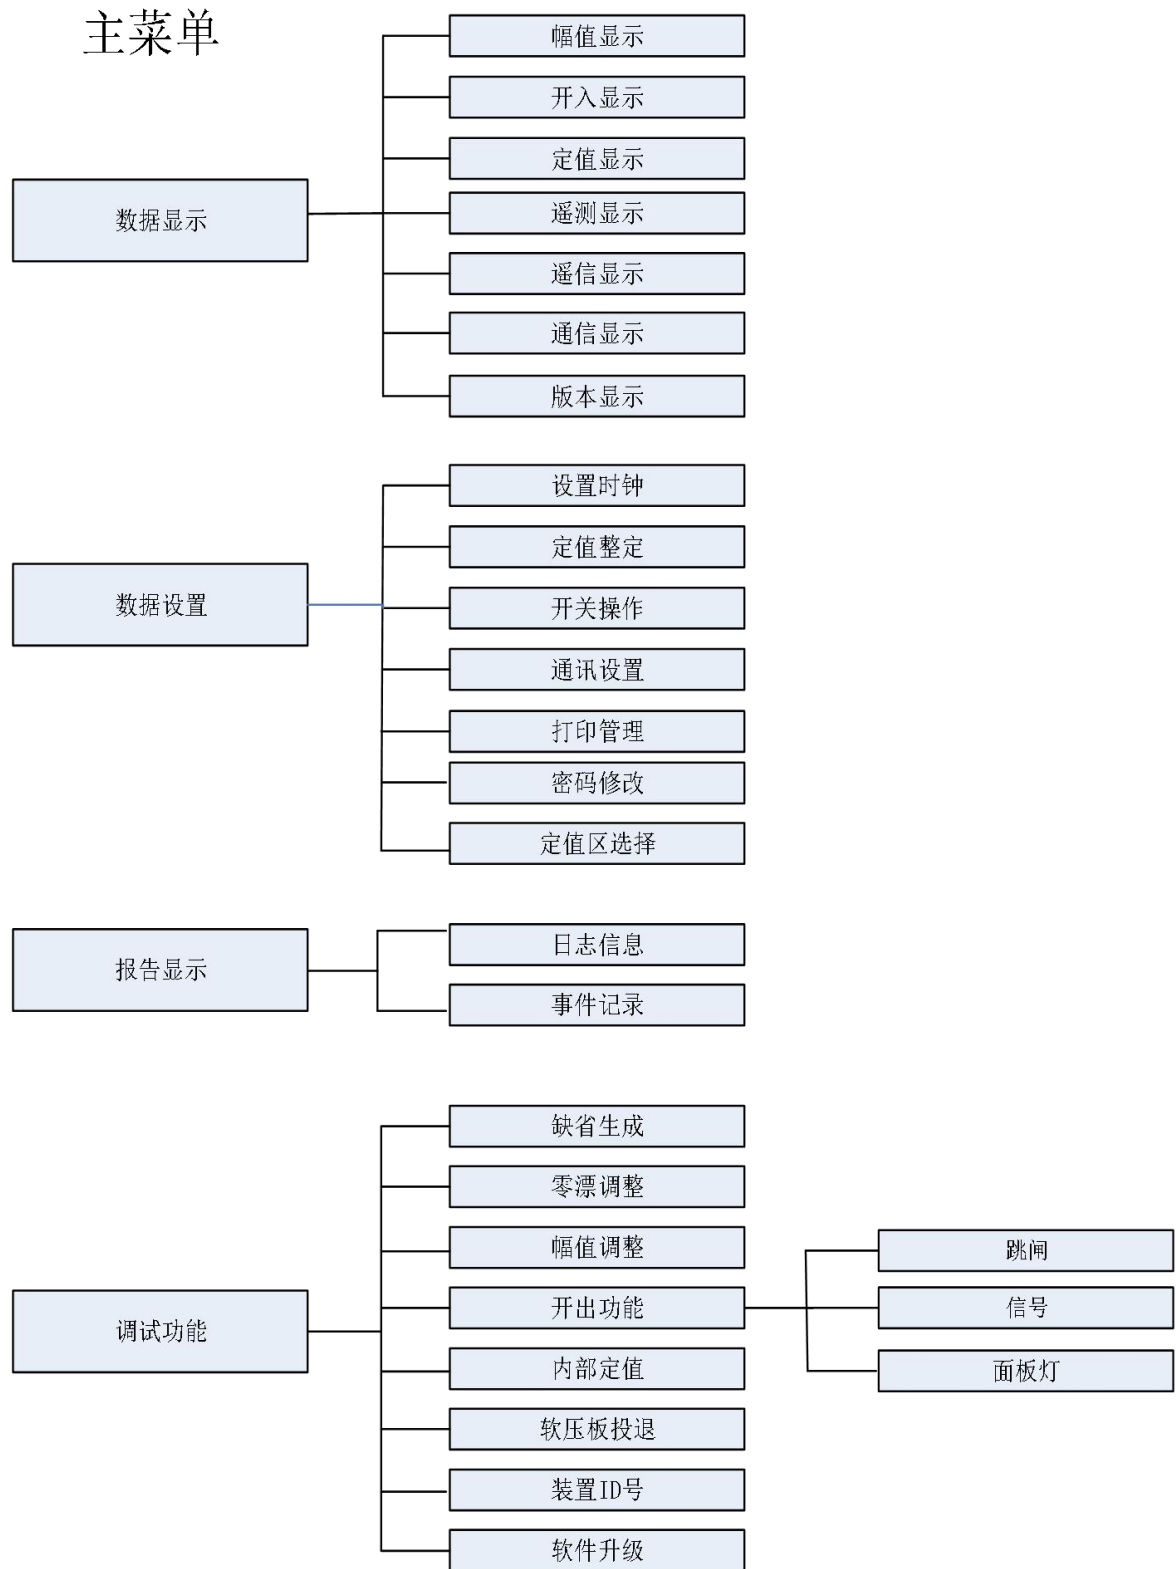 主菜单
数据显示
幅值显示
开入显示
定值显示
遥测显示
遥信显示
通信显示
版本显示
数据设置
设置时钟
定值整定
开关操作
通讯设置
打印管理
密码修改
定值区选择
报告显示
日志信息
事件记录
调试功能
缺省生成
零漂调整
幅值调整
开出功能
跳闸
信号
面板灯
内部定值
软压板投退
装置ID号
软件升级